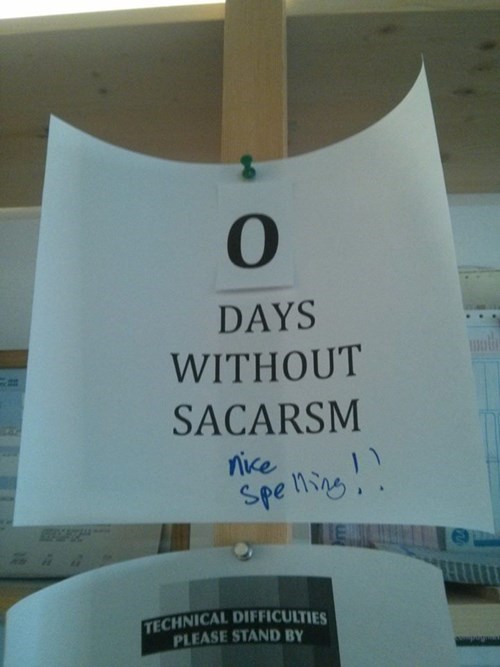 0
DAYS
WITHOUT
SACARSM
nice
spelling!!
TECHNICAL DIFFICULTIES
PLEASE STAND BY